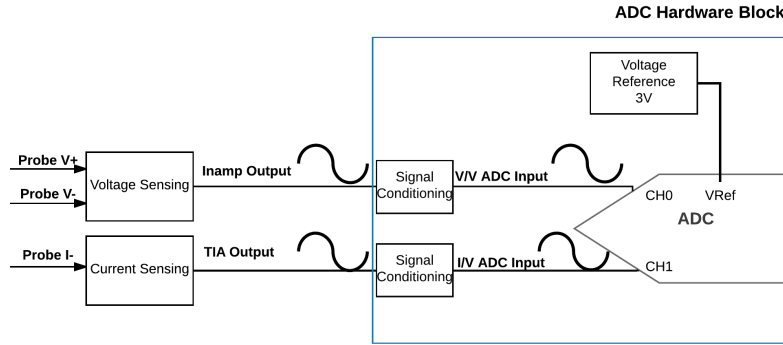 ADC Hardware Block
Voltage
Reference
3V
Probe V+
Probe V-
Voltage Sensing
Inamp Output
Signal
Conditioning
V/V ADC Input
CH0
VRef
ADC
Probe I-
Current Sensing
TIA Output
Signal
Conditioning
I/V ADC Input
CH1